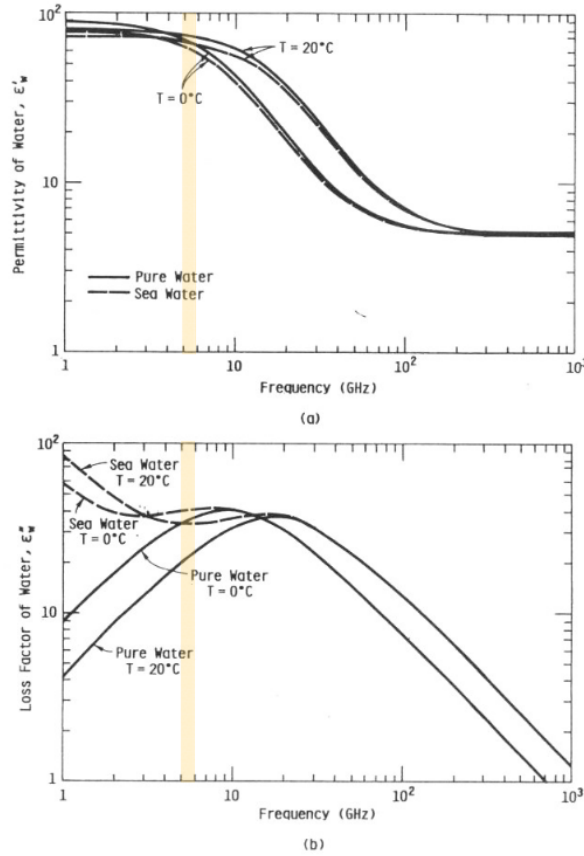 10²
T = 20°C
T = 0°C
Permittivity of Water, ε'w
10
Pure Water
Sea Water
1
1
10
10²
10³
Frequency (GHz)
(a)
10²
Sea Water
T = 20°C
Sea Water
T = 0°C
Pure Water
T = 0°C
Loss Factor of Water, ε"w
10
Pure Water
T = 20°C
1
1
10
10²
10³
Frequency (GHz)
(b)